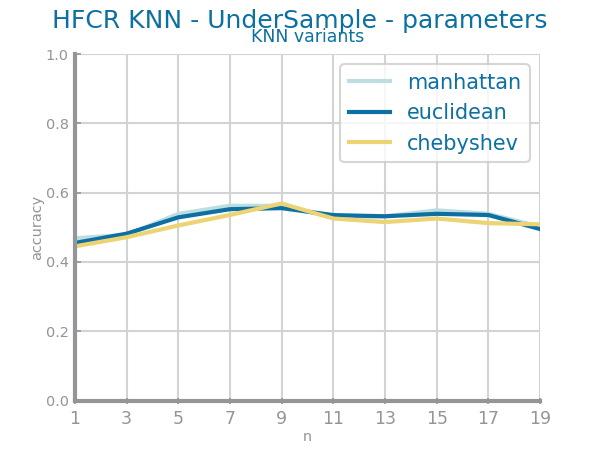 HFCR KNN - UnderSample - parameters
KNN variants
manhattan
euclidean
chebyshev
accuracy
1.0
0.8
0.6
0.4
0.2
0.0
1 3 5 7 9 11 13 15 17 19
n